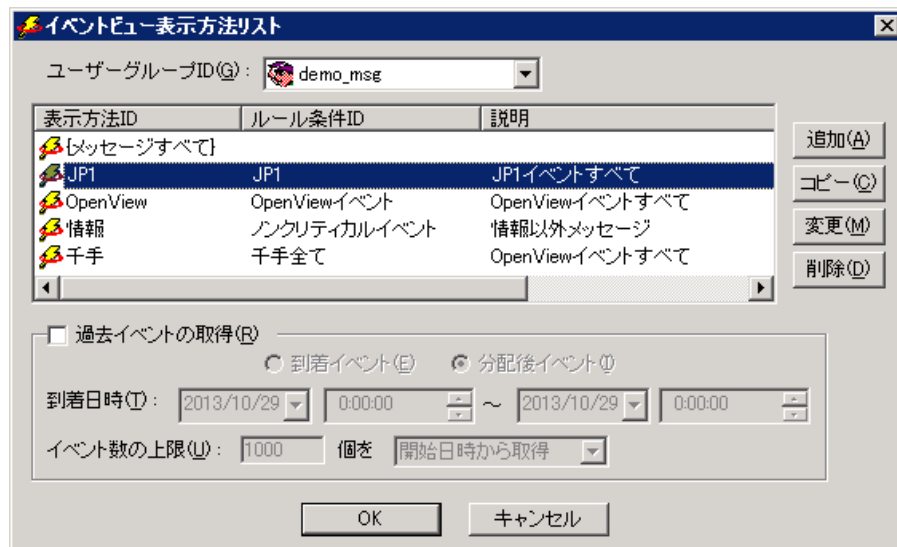 イベントビュー表示方法リスト
ユーザーグループID(G)： demo_msg
表示方法ID ルール条件ID 説明
{メッセージすべて}
JP1 JP1 JP1イベントすべて
OpenView OpenViewイベント OpenViewイベントすべて
情報 ノンクリティカルイベント 情報以外メッセージ
千手 千手全て OpenViewイベントすべて
追加(A)
コピー(C)
変更(M)
削除(D)
過去イベントの取得(R)
到着イベント(E) 分配後イベント(I)
到着日時(T)： 2013/10/29 0:00:00 ～ 2013/10/29 0:00:00
イベント数の上限(U)： 1000 個を 開始日時から取得
OK キャンセル